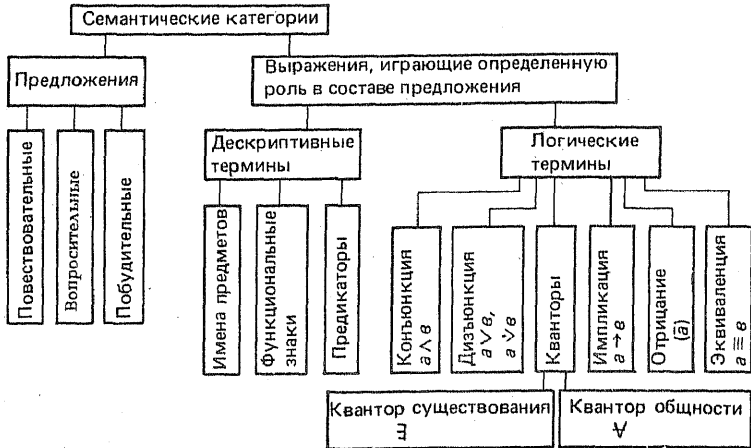 Семантические категории
Предложения
Выражения, играющие определенную
роль в составе предложения
Повествовательные
Вопросительные
Побудительные
Дескриптивные
термины
Логические
термины
Имена предметов
Функциональные
знаки
Предикаторы
Конъюнкция
a ∧ в
Дизъюнкция
a ∨ в,
a ∨̇ в
Кванторы
Импликация
a → в
Отрицание
(ā)
Эквиваленция
a ≡ в
Квантор существования
∃
Квантор общности
∀